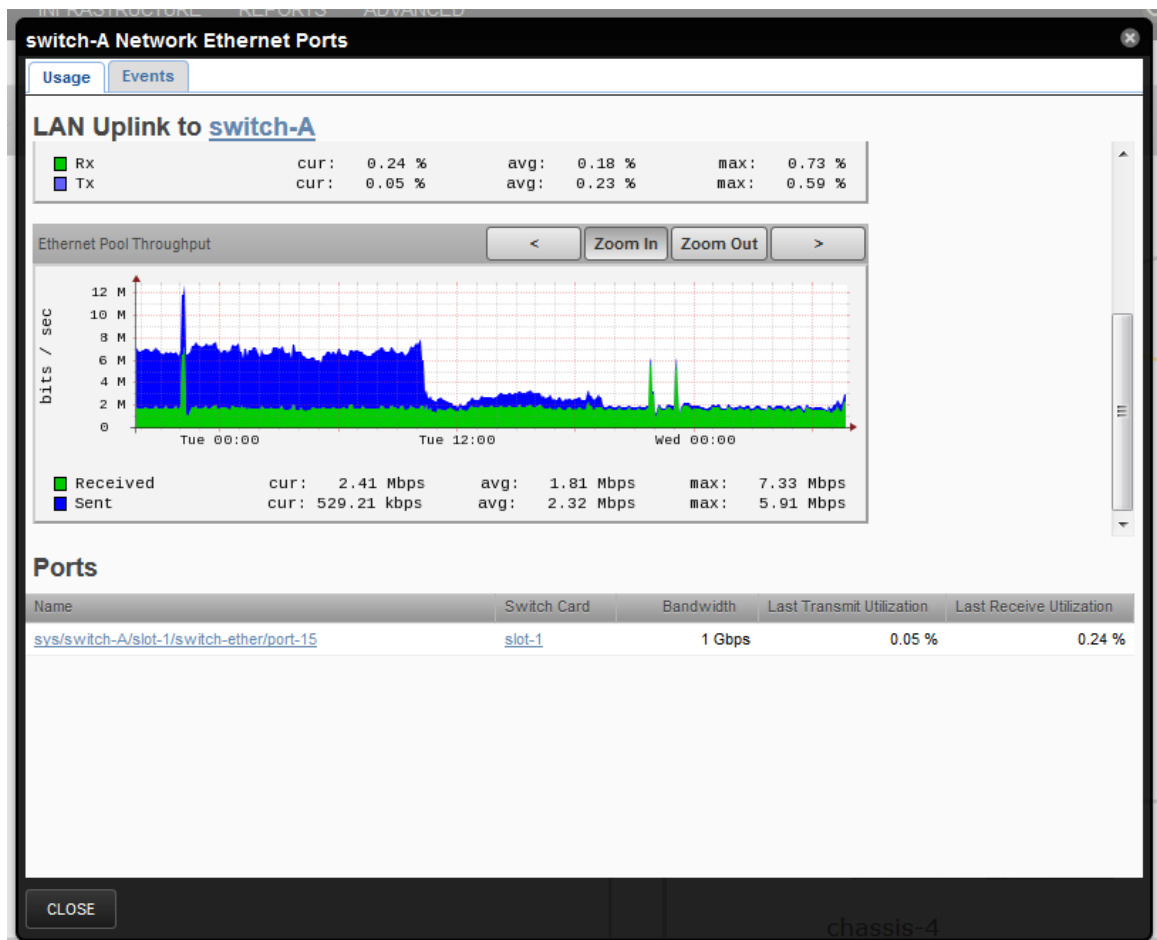 INFRASTRUCTURE REPORTS ADVANCED
switch-A Network Ethernet Ports
Usage Events
LAN Uplink to switch-A
Rx cur: 0.24 % avg: 0.18 % max: 0.73 %
Tx cur: 0.05 % avg: 0.23 % max: 0.59 %
Ethernet Pool Throughput < Zoom In Zoom Out >
bits / sec
12 M
10 M
8 M
6 M
4 M
2 M
0
Tue 00:00 Tue 12:00 Wed 00:00
Received cur: 2.41 Mbps avg: 1.81 Mbps max: 7.33 Mbps
Sent cur: 529.21 kbps avg: 2.32 Mbps max: 5.91 Mbps
Ports
Name Switch Card Bandwidth Last Transmit Utilization Last Receive Utilization
sys/switch-A/slot-1/switch-ether/port-15 slot-1 1 Gbps 0.05 % 0.24 %
CLOSE
chassis-4